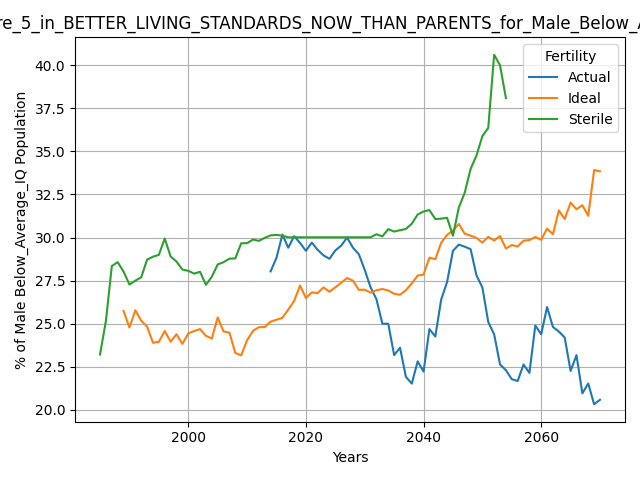 re_5_in_BETTER_LIVING_STANDARDS_NOW_THAN_PARENTS_for_Male_Below_A
Fertility
Actual
Ideal
Sterile
% of Male Below_Average_IQ Population
40.0
37.5
35.0
32.5
30.0
27.5
25.0
22.5
20.0
2000
2020
2040
2060
Years